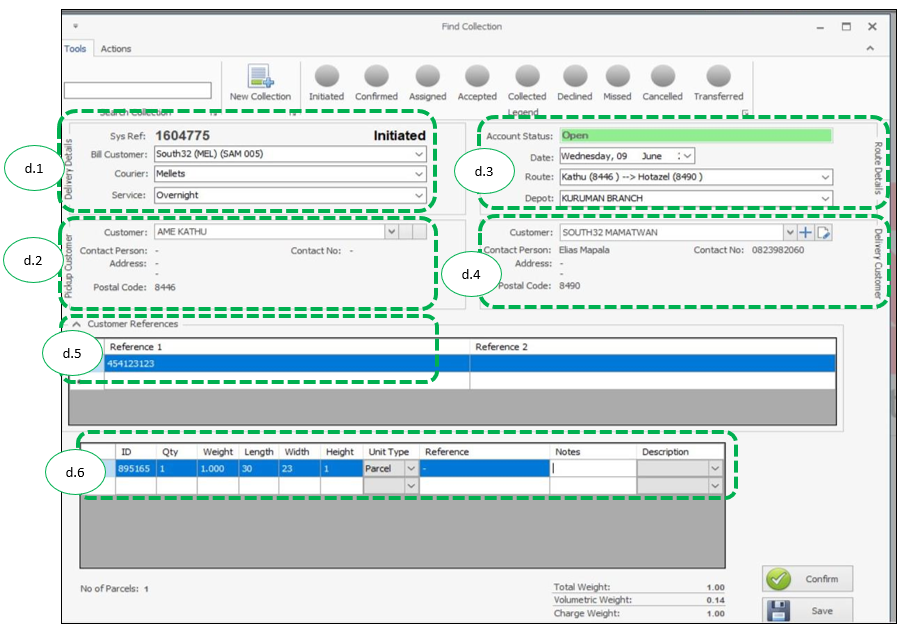 Find Collection
Tools Actions
New Collection Initiated Confirmed Assigned Accepted Collected Declined Missed Cancelled Transferred
Search Collection Legend
d.1
Delivery Details
Sys Ref: 1604775 Initiated
Bill Customer: South32 (MEL) (SAM 005)
Courier: Mellets
Service: Overnight
d.3
Route Details
Account Status: Open
Date: Wednesday, 09 June
Route: Kathu (8446 ) --> Hotazel (8490 )
Depot: KURUMAN BRANCH
d.2
Pickup Customer
Customer: AME KATHU
Contact Person: - Contact No: -
Address: -
-
Postal Code: 8446
d.4
Delivery Customer
Customer: SOUTH32 MAMATWAN
Contact Person: Elias Mapala Contact No: 0823982060
Address: -
-
Postal Code: 8490
d.5
Customer References
Reference 1 Reference 2
454123123
d.6
ID Qty Weight Length Width Height Unit Type Reference Notes Description
895165 1 1.000 30 23 1 Parcel -
No of Parcels: 1
Total Weight: 1.00
Volumetric Weight: 0.14
Charge Weight: 1.00
Confirm
Save